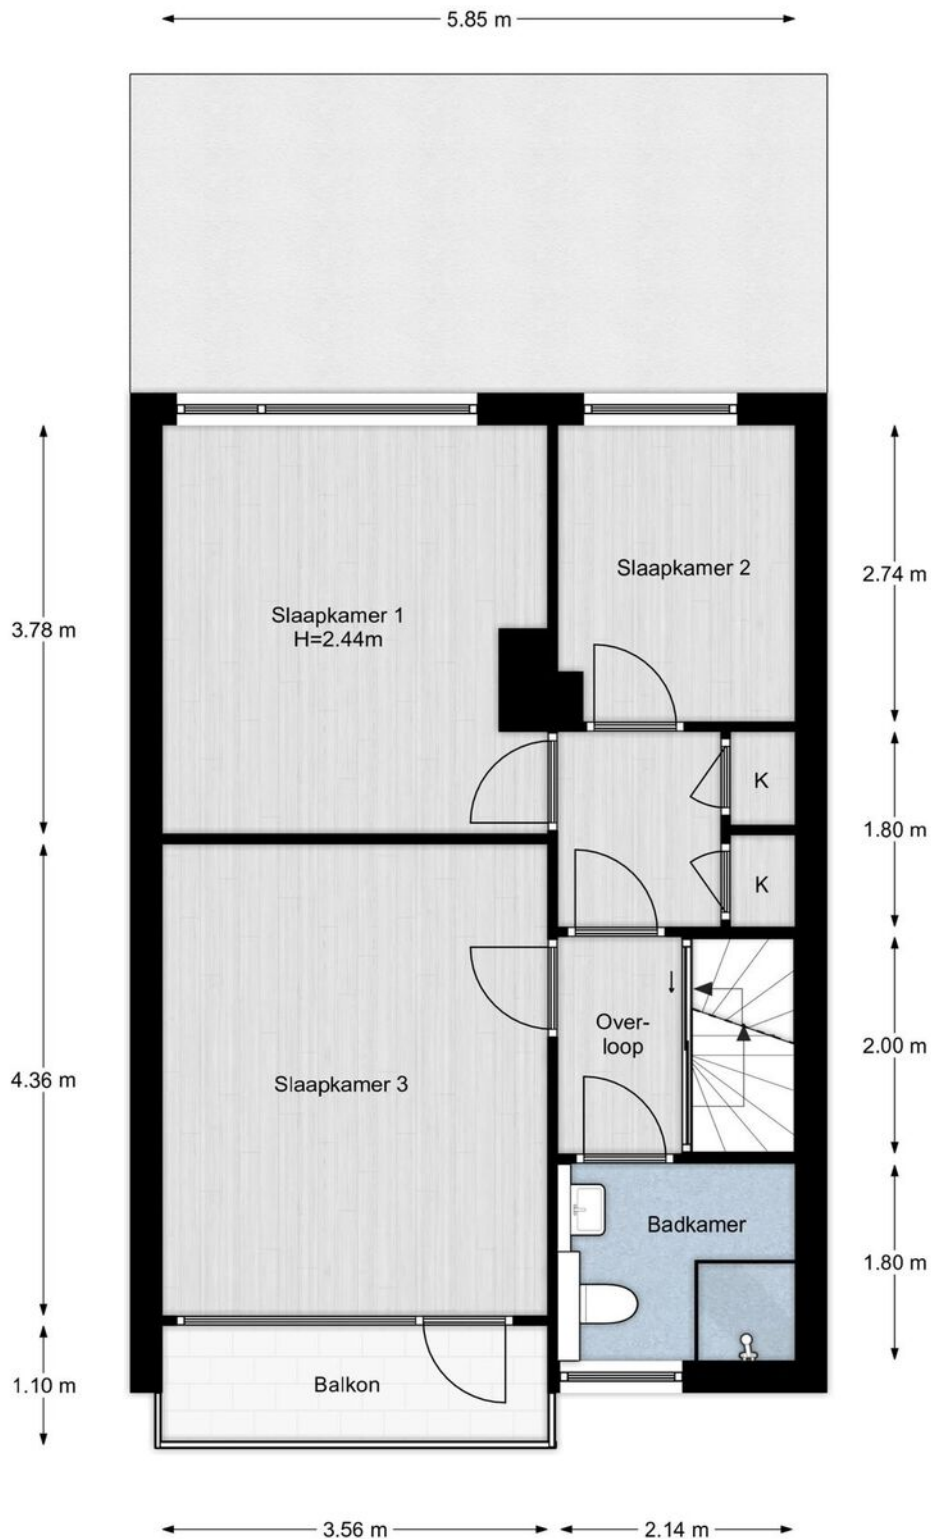 5.85 m
Slaapkamer 2
2.74 m
Slaapkamer 1
H=2.44m
3.78 m
K
1.80 m
K
Over-
loop
2.00 m
4.36 m
Slaapkamer 3
Badkamer
1.80 m
Balkon
1.10 m
3.56 m
2.14 m